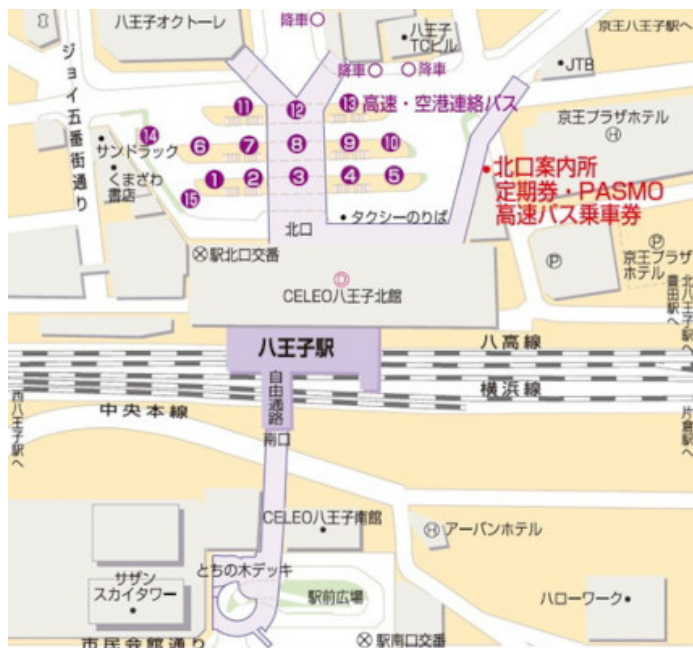 八王子オクトーレ
降車
八王子
TCビル
京王八王子駅へ
降車
降車
JTB
ジョイ五番街通り
⑪
⑫
⑬
高速・空港連絡バス
京王プラザホテル
Ⓗ
⑭
サンドラック
⑥
⑦
⑧
⑨
⑩
くまざわ
書店
①
②
③
④
⑤
⑮
北口案内所
定期券・PASMO
高速バス乗車券
北口
タクシーのりば
駅北口交番
Ⓟ
Ⓟ
京王プラザ
ホテル
CELEO八王子北館
北八王子駅へ
豊田駅へ
八王子駅
八高線
自由通路
横浜線
中央本線
西八王子駅へ
片倉駅へ
南口
CELEO八王子南館
Ⓗ
アーバンホテル
とちの木デッキ
サザン
スカイタワー
駅前広場
ハローワーク
市民会館通り
駅南口交番